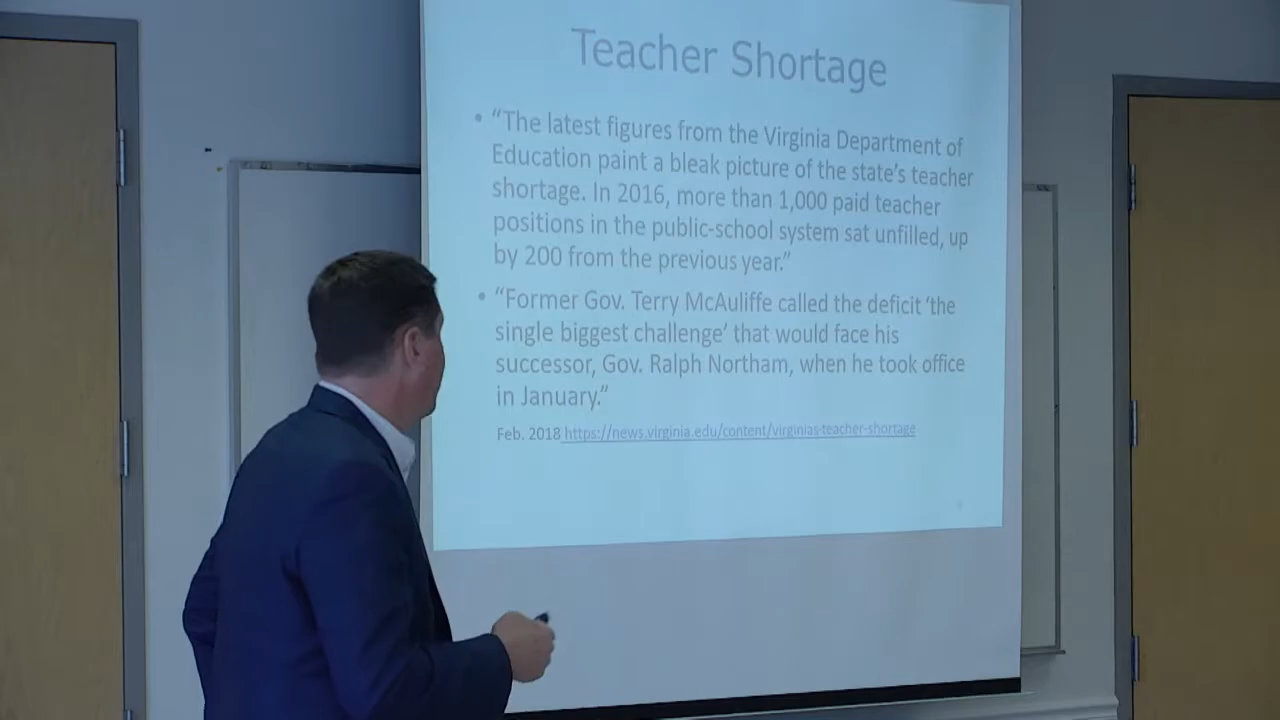 Teacher Shortage
• “The latest figures from the Virginia Department of
Education paint a bleak picture of the state’s teacher
shortage. In 2016, more than 1,000 paid teacher
positions in the public-school system sat unfilled, up
by 200 from the previous year.”
• “Former Gov. Terry McAuliffe called the deficit ‘the
single biggest challenge’ that would face his
successor, Gov. Ralph Northam, when he took office
in January.”
Feb. 2018 https://news.virginia.edu/content/virginias-teacher-shortage